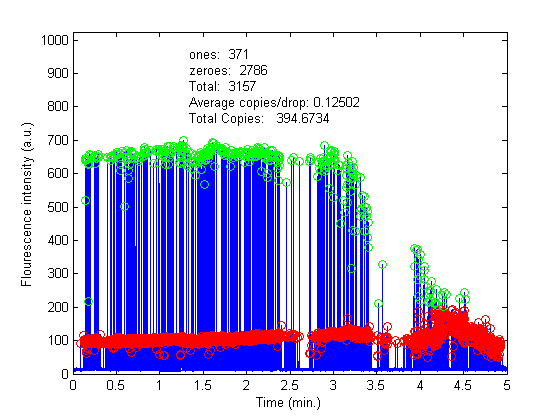 ones: 371
zeroes: 2786
Total: 3157
Average copies/drop: 0.12502
Total Copies: 394.6734
1000
900
800
700
600
500
400
300
200
100
0
Flourescence intensity (a.u.)
0 0.5 1 1.5 2 2.5 3 3.5 4 4.5 5
Time (min.)